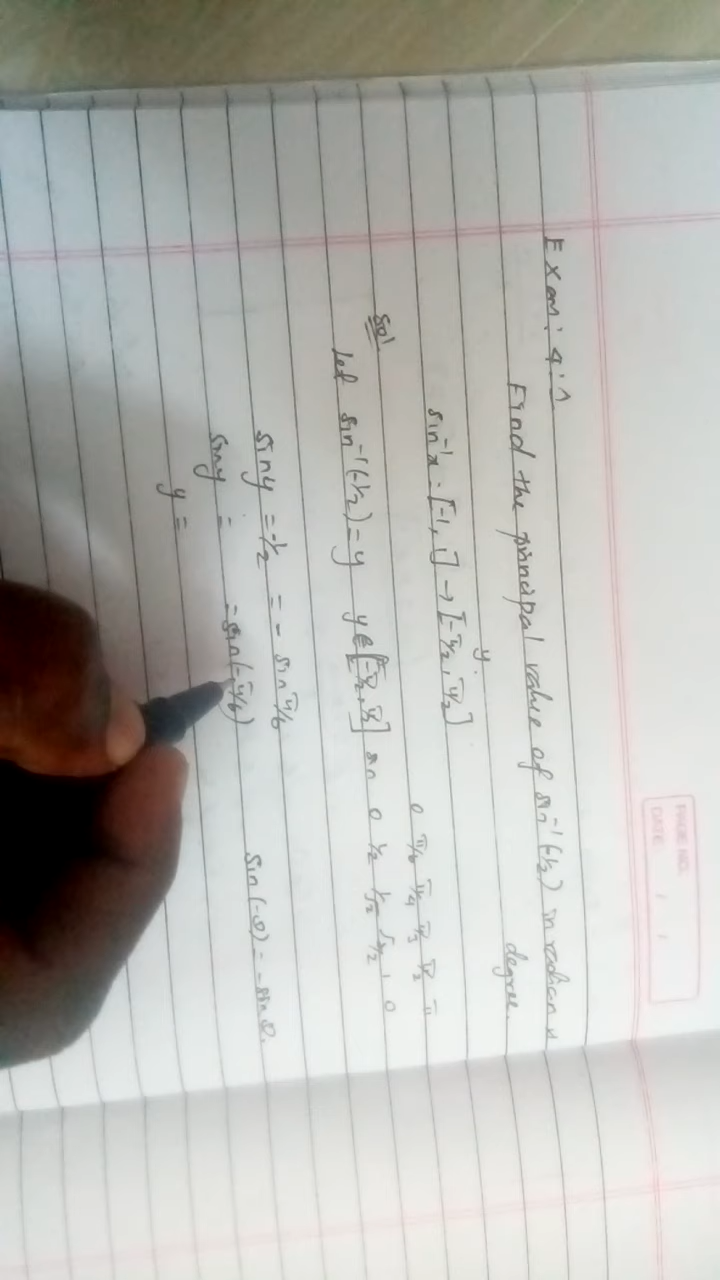 PAGE NO.
DATE / /
Exam: 4.1
Find the principal value of sin⁻¹(-1/2) in radian &
degree.
y
sin⁻¹x : [-1, 1] → [-π/2, π/2]
0 π/6 π/4 π/3 π/2 π
Sol.
sin 0 1/2 1/√2 √3/2 1 0
Let sin⁻¹(-1/2) = y y∈[-π/2, π/2]
sin y = -1/2 = - sin π/6
sin(-θ) = -sin θ.
sin y = = sin(-π/6)
y =